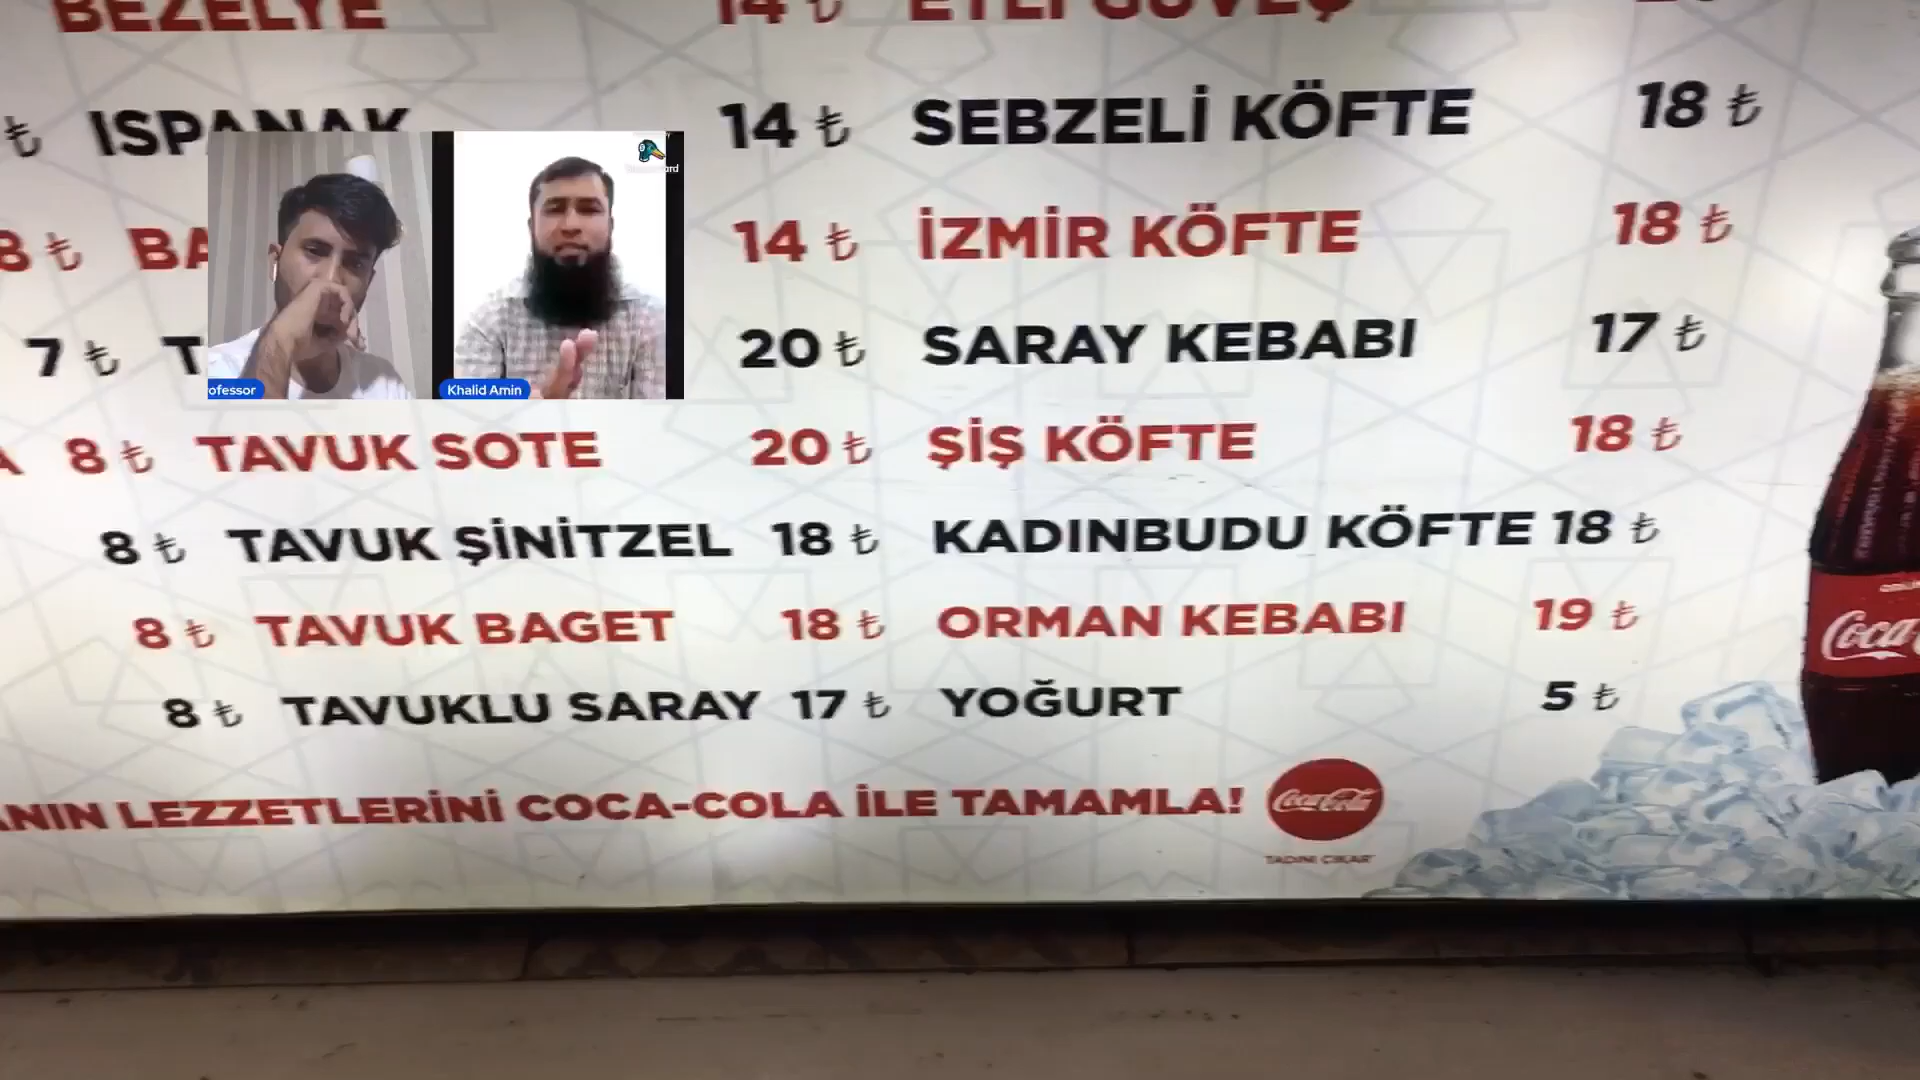 BEZELYE 14 ₺ ETLİ GÜVEÇ
₺ ISPANAK 14 ₺ SEBZELİ KÖFTE 18 ₺
8 ₺ 14 ₺ İZMİR KÖFTE 18 ₺
7 ₺ 20 ₺ SARAY KEBABI 17 ₺
ofessor Khalid Amin
8 ₺ TAVUK SOTE 20 ₺ ŞİŞ KÖFTE 18 ₺
8 ₺ TAVUK ŞİNİTZEL 18 ₺ KADINBUDU KÖFTE 18 ₺
8 ₺ TAVUK BAGET 18 ₺ ORMAN KEBABI 19 ₺
8 ₺ TAVUKLU SARAY 17 ₺ YOĞURT 5 ₺
LEZZETLERİNİ COCA-COLA İLE TAMAMLA! Coca-Cola
TADINI ÇIKAR